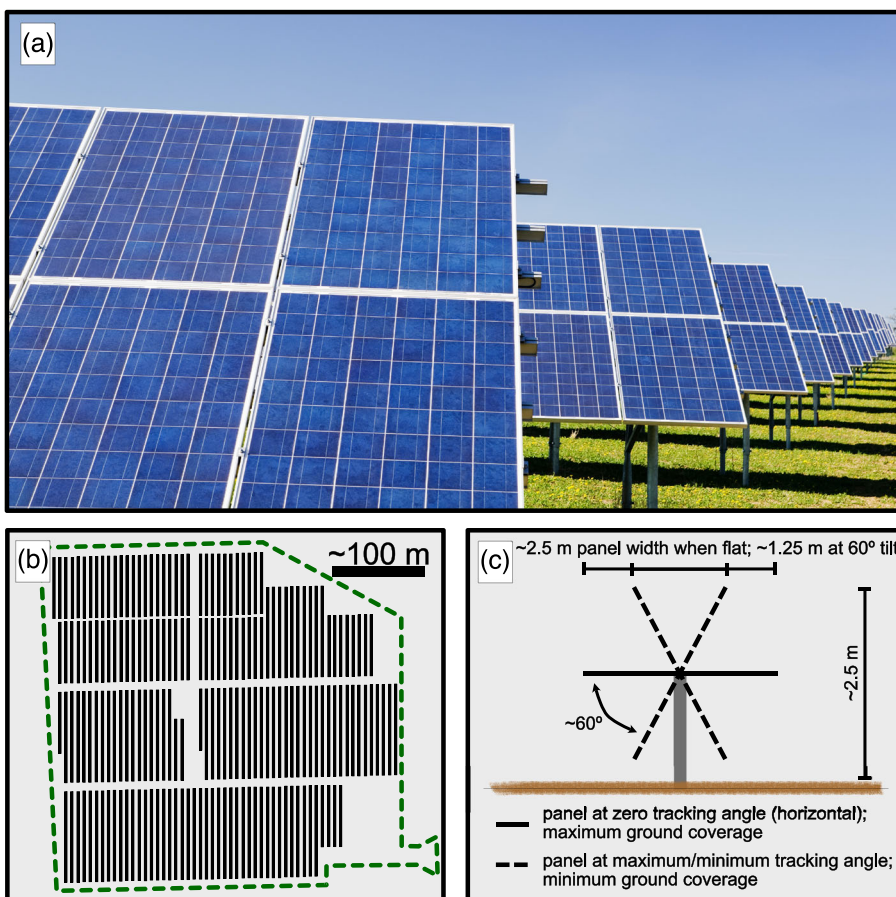 (a)
(b)
~100 m
(c)
~2.5 m panel width when flat; ~1.25 m at 60º tilt
~2.5 m
~60º
panel at zero tracking angle (horizontal);
maximum ground coverage
panel at maximum/minimum tracking angle;
minimum ground coverage